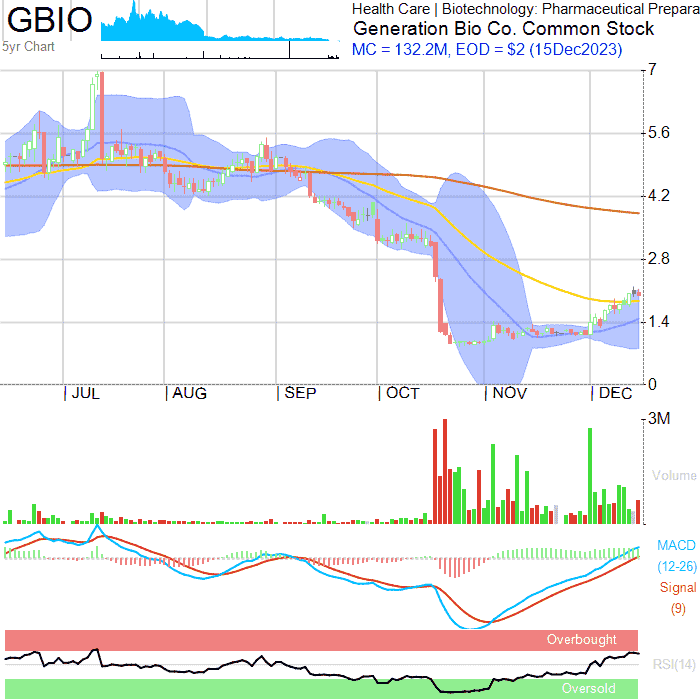 GBIO
5yr Chart
Health Care | Biotechnology: Pharmaceutical Prepara
Generation Bio Co. Common Stock
MC = 132.2M, EOD = $2 (15Dec2023)
7
5.6
4.2
2.8
1.4
0
| JUL | AUG | SEP | OCT | NOV | DEC
3M
Volume
MACD
(12-26)
Signal
(9)
Overbought
RSI(14)
Oversold